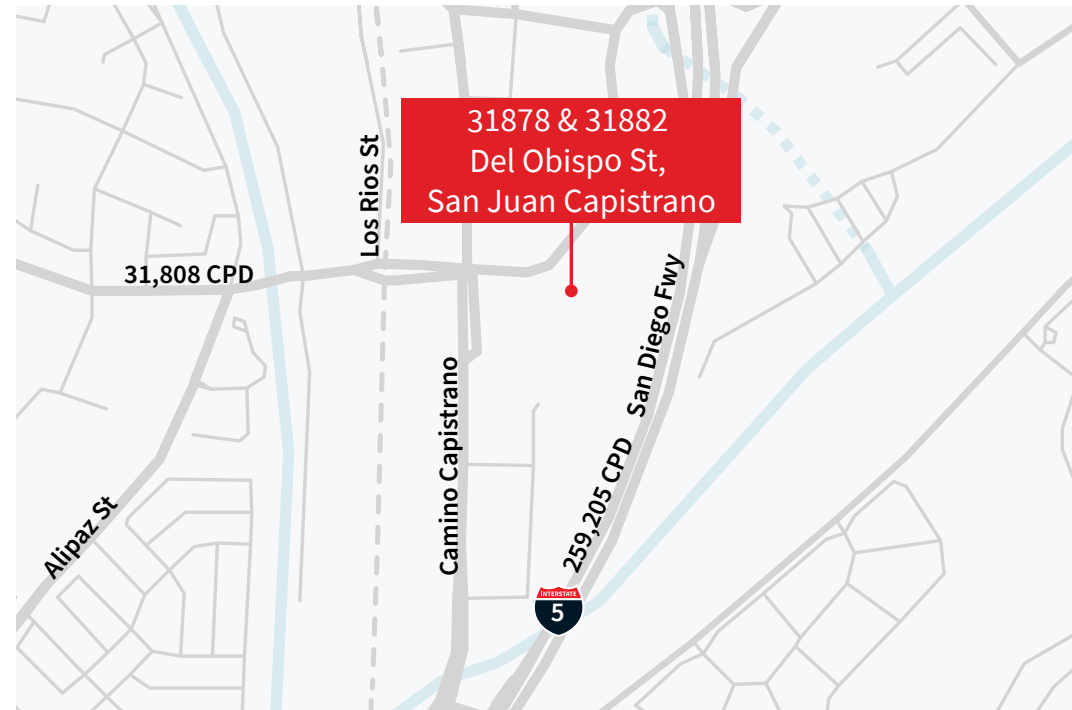 31878 & 31882
Del Obispo St,
San Juan Capistrano
Los Rios St
31,808 CPD
San Diego Fwy
Camino Capistrano
259,205 CPD
Alipaz St
INTERSTATE
5